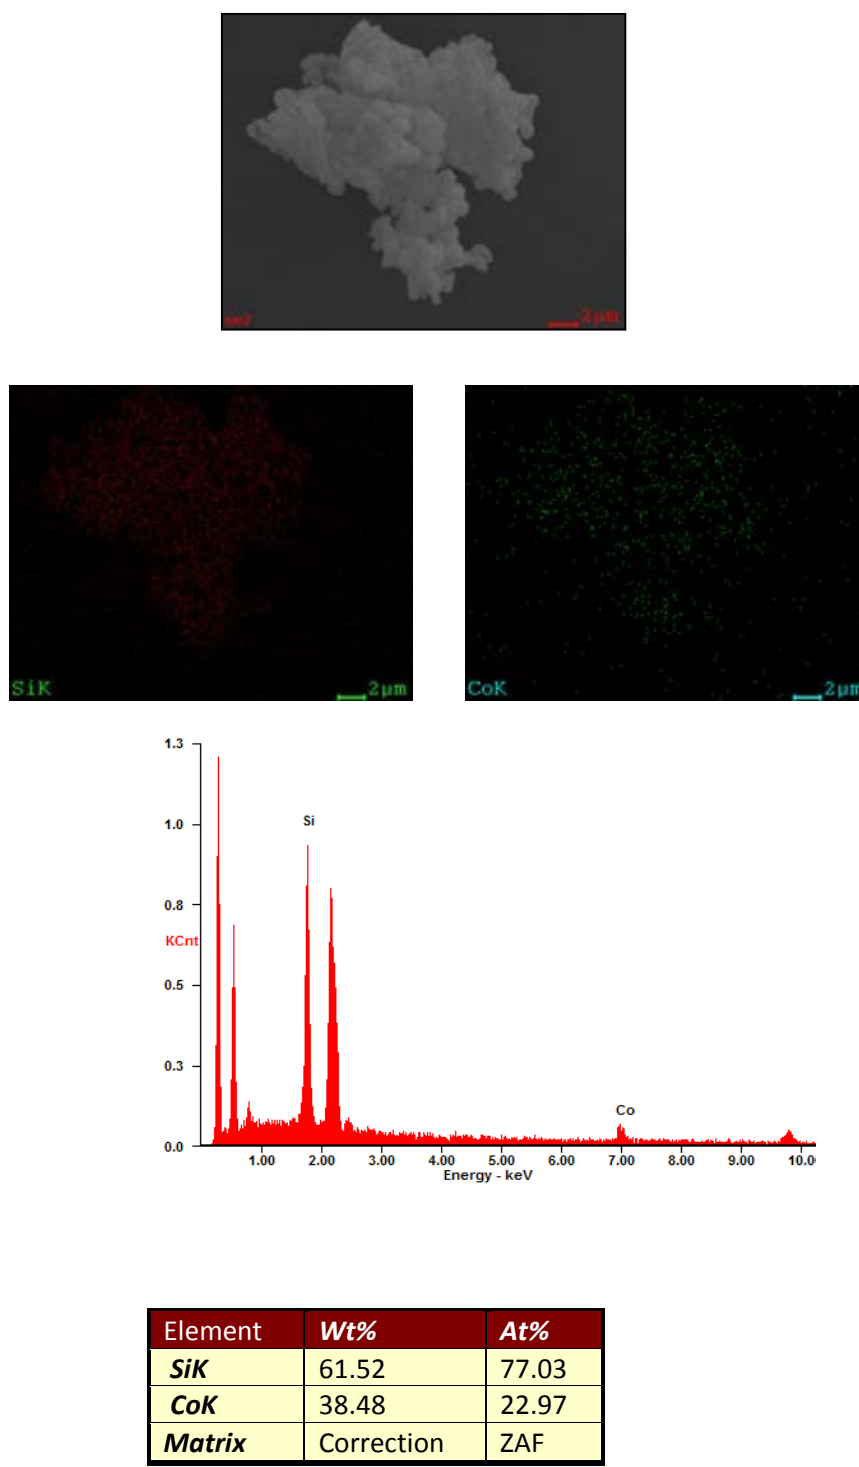 2µm
SiK 2µm
CoK 2µm
1.3
1.0
0.8
0.5
0.3
0.0
KCnt
Si
Co
1.00 2.00 3.00 4.00 5.00 6.00 7.00 8.00 9.00 10.0
Energy - keV
Element Wt% At%
SiK 61.52 77.03
CoK 38.48 22.97
Matrix Correction ZAF